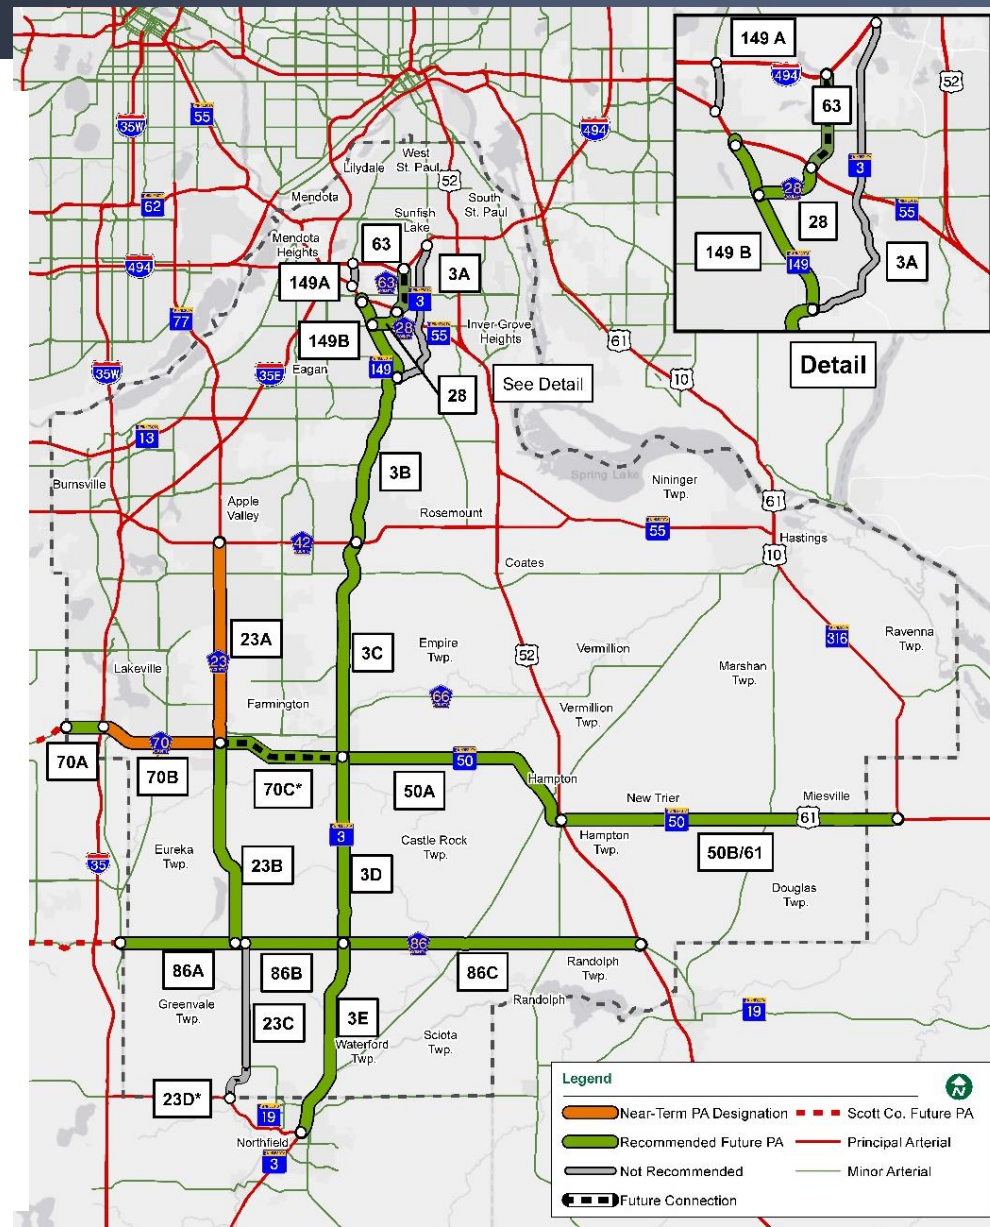 149 A
494
52
63
3
28
28
55
149 B
149
3A
Detail
35W
55
494
62
West
St. Paul
Lilydale
52
Mendota
South
St. Paul
Sunfish
Lake
Mendota
Heights
63
494
3A
149A
63
3
77
28
55
Inver-Grove
Heights
61
149B
35W
35E
Eagan
149
28
See Detail
10
13
3B
Spring Lake
Nininger
Twp.
Burnsville
Apple
Valley
Rosemount
61
55
42
Hastings
10
Coates
23A
316
Ravenna
Twp.
3C
Empire
Twp.
52
Vermillion
Marshan
Twp.
Lakeville
23
66
Farmington
Vermillion
Twp.
70
70A
70B
70C*
50A
50
Hampton
New Trier
Miesville
50
61
3
Castle Rock
Twp.
Hampton
Twp.
50B/61
Eureka
Twp.
35
23B
3D
Douglas
Twp.
86
86A
86B
86C
Randolph
Twp.
Greenvale
Twp.
Randolph
19
23C
3E
Waterford
Twp.
Sciota
Twp.
23D*
19
Northfield
3
Legend
N
Near-Term PA Designation
Scott Co. Future PA
Recommended Future PA
Principal Arterial
Not Recommended
Minor Arterial
Future Connection